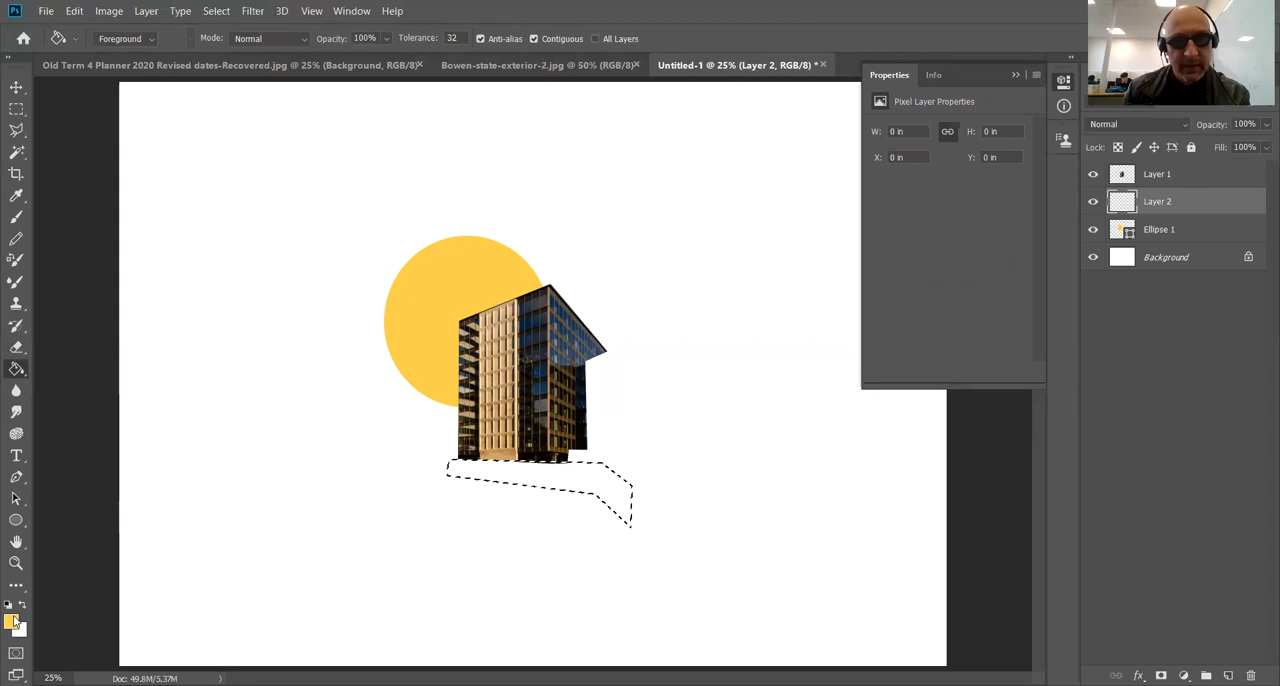 Ps File Edit Image Layer Type Select Filter 3D View Window Help
Foreground Mode: Normal Opacity: 100% Tolerance: 32 Anti-alias Contiguous All Layers
Old Term 4 Planner 2020 Revised dates-Recovered.jpg @ 25% (Background, RGB/8) × Bowen-state-exterior-2.jpg @ 50% (RGB/8) × Untitled-1 @ 25% (Layer 2, RGB/8) * ×
Properties Info
Pixel Layer Properties
W: 0 in H: 0 in
X: 0 in Y: 0 in
Normal Opacity: 100%
Lock: Fill: 100%
Layer 1
Layer 2
Ellipse 1
Background
25% Doc: 49.8M/5.37M